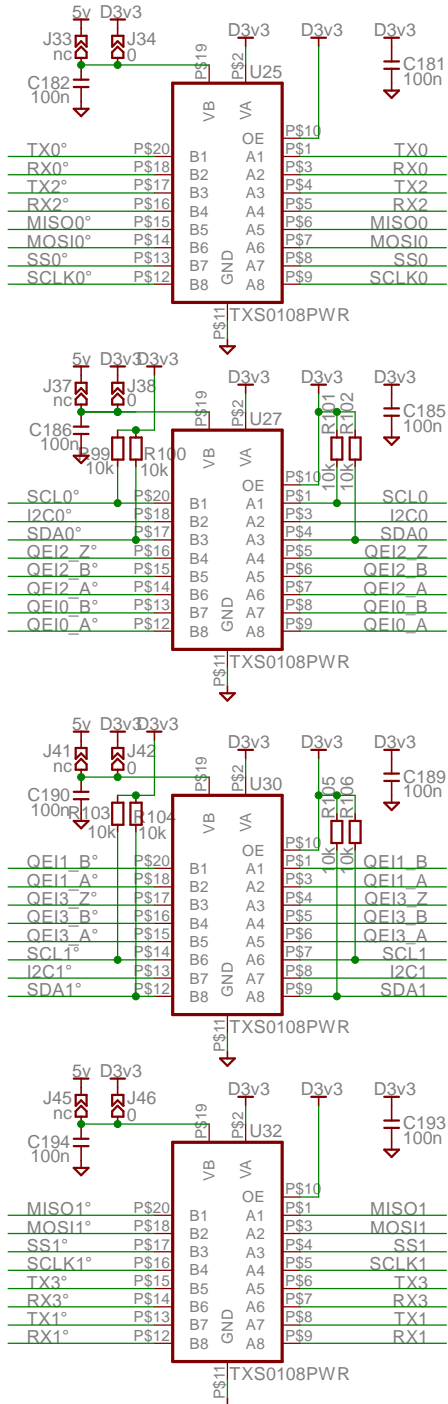 5v D3v3 D3v3 D3v3 D3v3
J33 J34
nc 0
C182
100n
P$19 P$2 U25
C181
100n
VB VA
OE P$10
TX0° P$20 B1 A1 P$1 TX0
RX0° P$18 B2 A2 P$3 RX0
TX2° P$17 B3 A3 P$4 TX2
RX2° P$16 B4 A4 P$5 RX2
MISO0° P$15 B5 A5 P$6 MISO0
MOSI0° P$14 B6 A6 P$7 MOSI0
SS0° P$13 B7 A7 P$8 SS0
SCLK0° P$12 B8 A8 P$9 SCLK0
GND
P$11 TXS0108PWR
5v D3v3 D3v3 D3v3 D3v3 D3v3
J37 J38
nc 0
C186
100n
R99 R100
10k 10k
P$19 P$2 U27
R101 R102
10k 10k
C185
100n
VB VA
OE P$10
SCL0° P$20 B1 A1 P$1 SCL0
I2C0° P$18 B2 A2 P$3 I2C0
SDA0° P$17 B3 A3 P$4 SDA0
QEI2_Z° P$16 B4 A4 P$5 QEI2_Z
QEI2_B° P$15 B5 A5 P$6 QEI2_B
QEI2_A° P$14 B6 A6 P$7 QEI2_A
QEI0_B° P$13 B7 A7 P$8 QEI0_B
QEI0_A° P$12 B8 A8 P$9 QEI0_A
GND
P$11 TXS0108PWR
5v D3v3 D3v3 D3v3 D3v3 D3v3
J41 J42
nc 0
C190
100n
R103 R104
10k 10k
P$19 P$2 U30
R105 R106
10k 10k
C189
100n
VB VA
OE P$10
QEI1_B° P$20 B1 A1 P$1 QEI1_B
QEI1_A° P$18 B2 A2 P$3 QEI1_A
QEI3_Z° P$17 B3 A3 P$4 QEI3_Z
QEI3_B° P$16 B4 A4 P$5 QEI3_B
QEI3_A° P$15 B5 A5 P$6 QEI3_A
SCL1° P$14 B6 A6 P$7 SCL1
I2C1° P$13 B7 A7 P$8 I2C1
SDA1° P$12 B8 A8 P$9 SDA1
GND
P$11 TXS0108PWR
5v D3v3 D3v3 D3v3 D3v3
J45 J46
nc 0
C194
100n
P$19 P$2 U32
C193
100n
VB VA
OE P$10
MISO1° P$20 B1 A1 P$1 MISO1
MOSI1° P$18 B2 A2 P$3 MOSI1
SS1° P$17 B3 A3 P$4 SS1
SCLK1° P$16 B4 A4 P$5 SCLK1
TX3° P$15 B5 A5 P$6 TX3
RX3° P$14 B6 A6 P$7 RX3
TX1° P$13 B7 A7 P$8 TX1
RX1° P$12 B8 A8 P$9 RX1
GND
P$11 TXS0108PWR